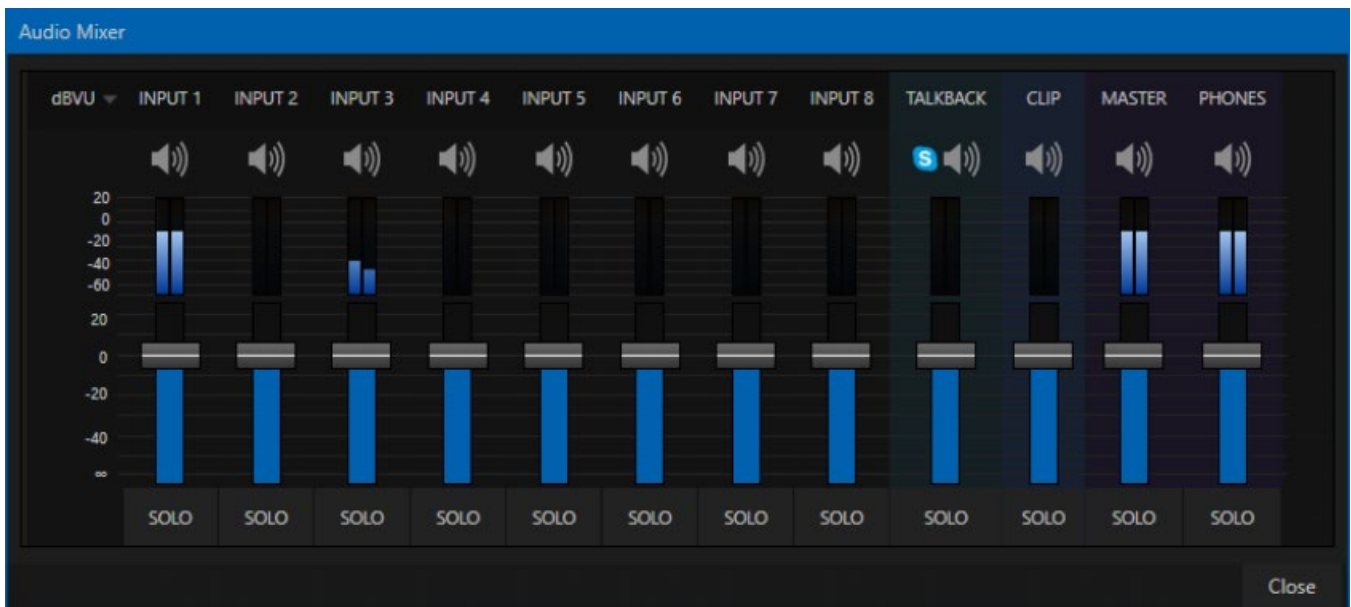 Audio Mixer
dBVU INPUT 1 INPUT 2 INPUT 3 INPUT 4 INPUT 5 INPUT 6 INPUT 7 INPUT 8 TALKBACK CLIP MASTER PHONES
S
20
0
-20
-40
-60
20
0
-20
-40
∞
SOLO SOLO SOLO SOLO SOLO SOLO SOLO SOLO SOLO SOLO SOLO SOLO
Close